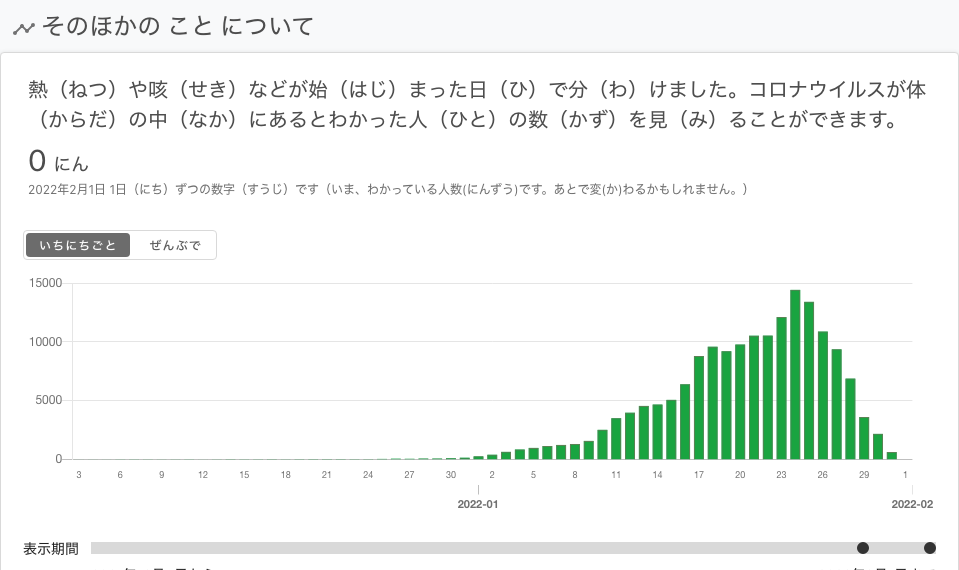 そのほかの こと について
熱（ねつ）や咳（せき）などが始（はじ）まった日（ひ）で分（わ）けました。コロナウイルスが体
（からだ）の中（なか）にあるとわかった人（ひと）の数（かず）を見（み）ることができます。
0 にん
2022年2月1日 1日（にち）ずつの数字（すうじ）です（いま、わかっている人数(にんずう)です。あとで変(か)わるかもしれません。）
いちにちごと ぜんぶで
15000
10000
5000
0
3 6 9 12 15 18 21 24 27 30 2 5 8 11 14 17 20 23 26 29 1
2022-01 2022-02
表示期間